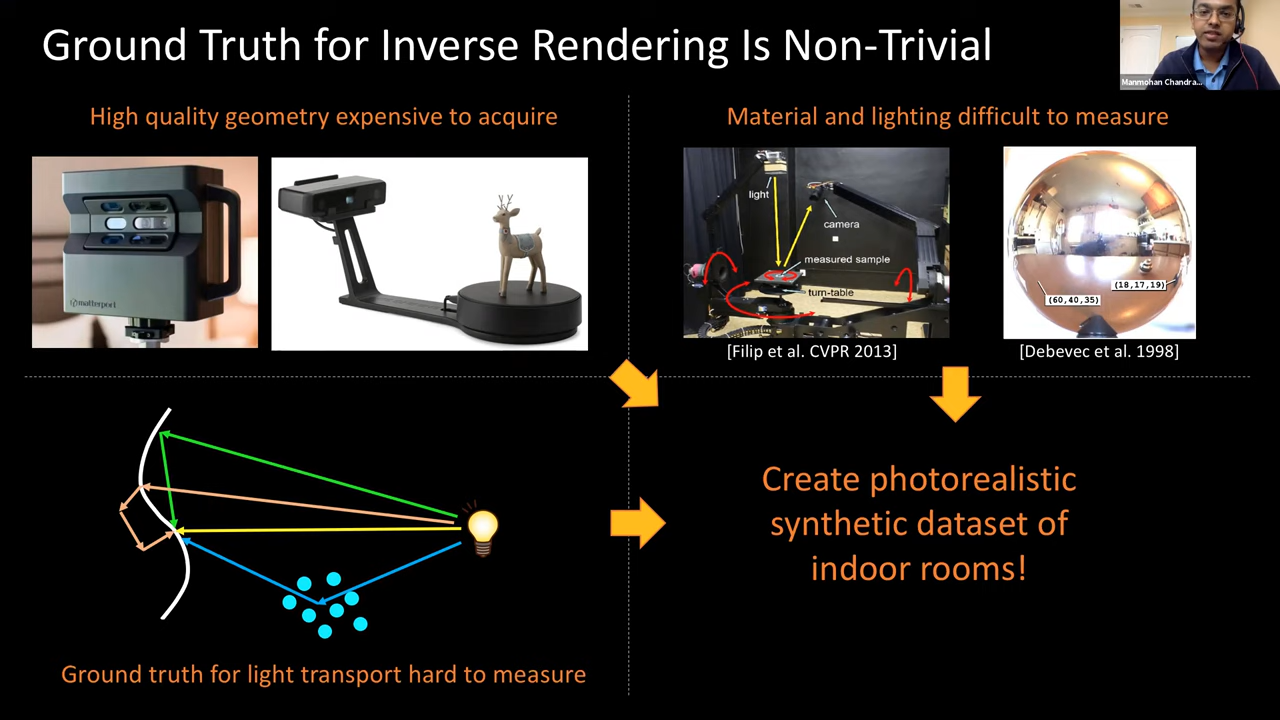 Ground Truth for Inverse Rendering Is Non-Trivial
Manmohan Chandra...
High quality geometry expensive to acquire
Material and lighting difficult to measure
matterport
light
camera
measured sample
turn-table
(18,17,19)
(60,40,35)
[Filip et al. CVPR 2013]
[Debevec et al. 1998]
Create photorealistic
synthetic dataset of
indoor rooms!
Ground truth for light transport hard to measure